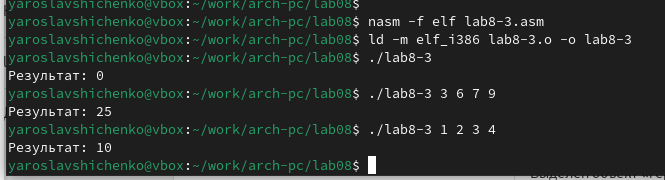 yaroslavshichenko@vbox:~/work/arch-pc/lab08$
yaroslavshichenko@vbox:~/work/arch-pc/lab08$ nasm -f elf lab8-3.asm
yaroslavshichenko@vbox:~/work/arch-pc/lab08$ ld -m elf_i386 lab8-3.o -o lab8-3
yaroslavshichenko@vbox:~/work/arch-pc/lab08$ ./lab8-3
Результат: 0
yaroslavshichenko@vbox:~/work/arch-pc/lab08$ ./lab8-3 3 6 7 9
Результат: 25
yaroslavshichenko@vbox:~/work/arch-pc/lab08$ ./lab8-3 1 2 3 4
Результат: 10
yaroslavshichenko@vbox:~/work/arch-pc/lab08$